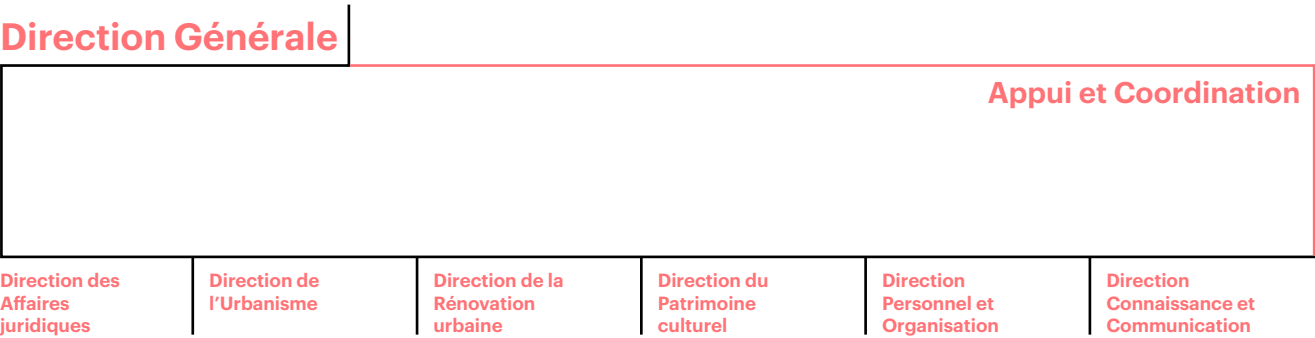 Direction Générale
Appui et Coordination
Direction des
Affaires
juridiques
Direction de
l’Urbanisme
Direction de la
Rénovation
urbaine
Direction du
Patrimoine
culturel
Direction
Personnel et
Organisation
Direction
Connaissance et
Communication